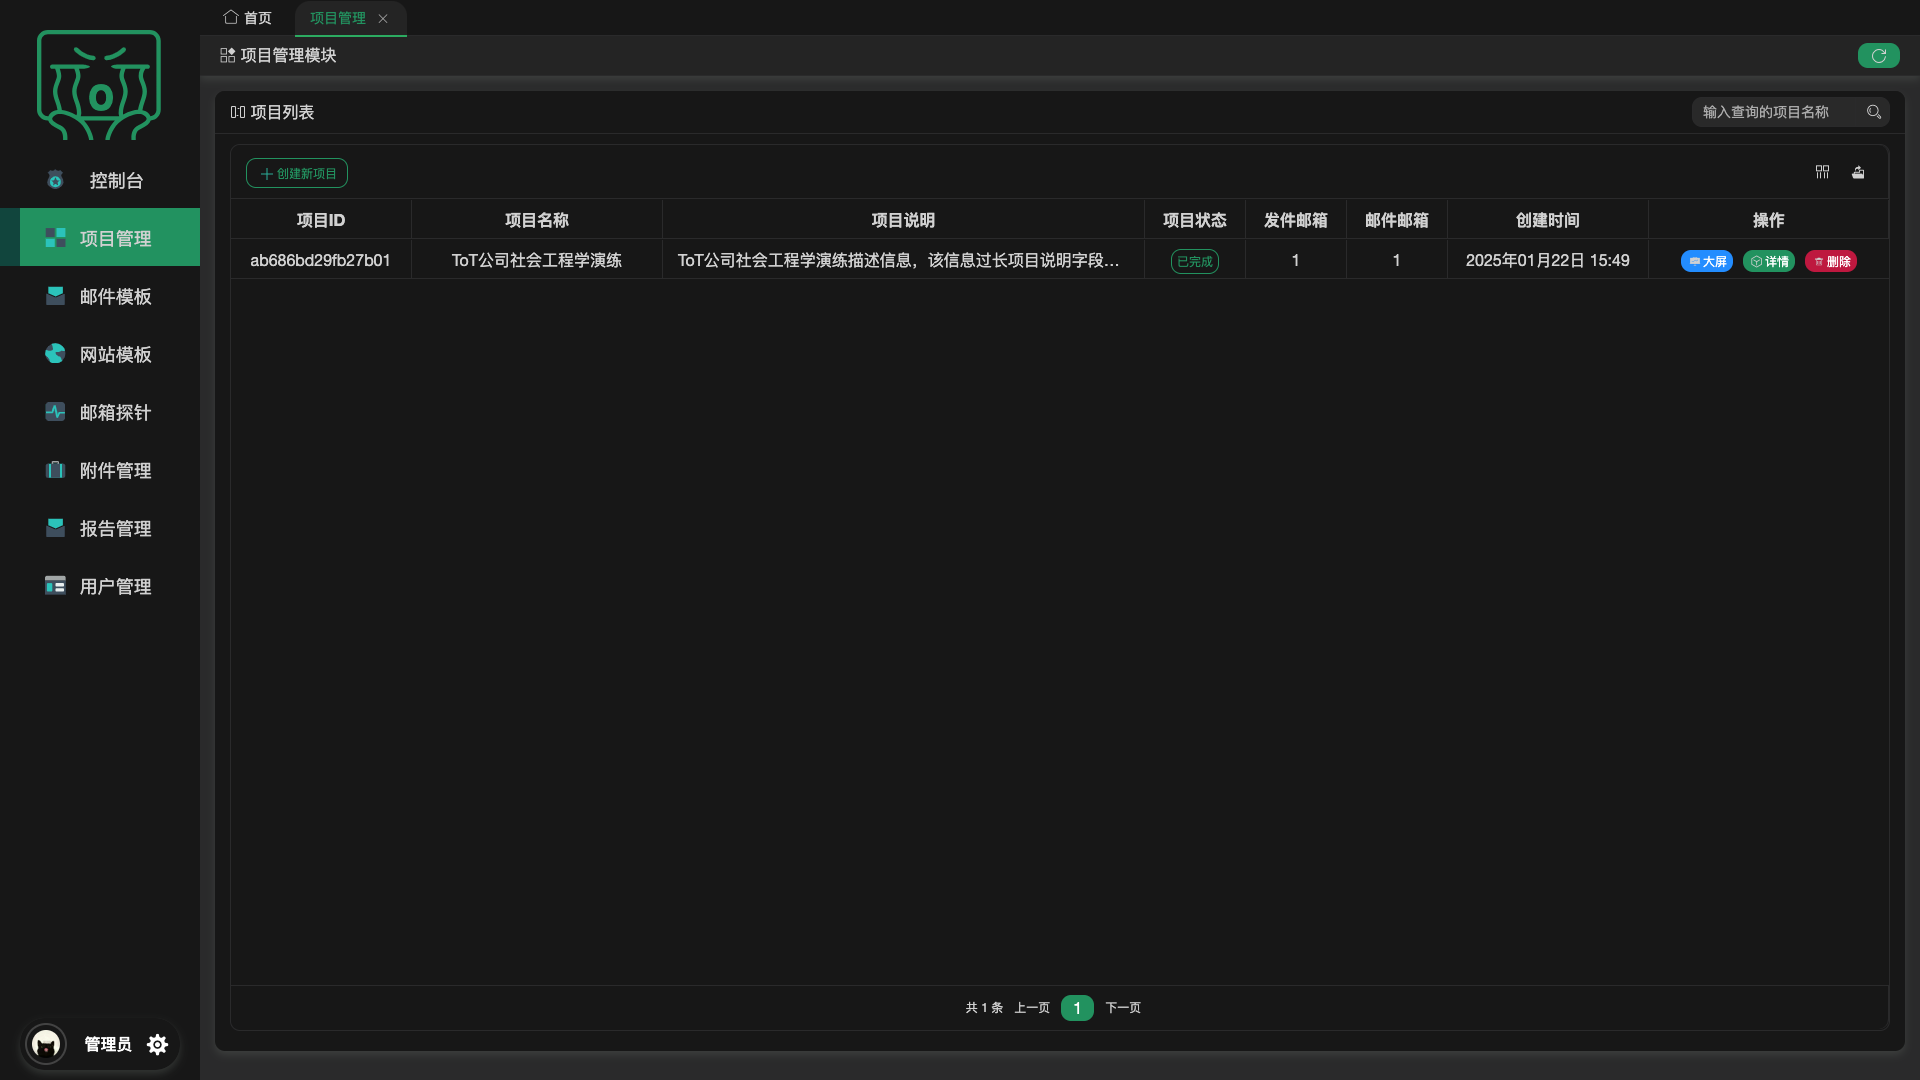 首页
项目管理
项目管理模块
控制台
项目管理
邮件模板
网站模板
邮箱探针
附件管理
报告管理
用户管理
管理员
项目列表
输入查询的项目名称
创建新项目
项目ID 项目名称 项目说明 项目状态 发件邮箱 邮件邮箱 创建时间 操作
ab686bd29fb27b01 ToT公司社会工程学演练 ToT公司社会工程学演练描述信息，该信息过长项目说明字段... 已完成 1 1 2025年01月22日 15:49 大屏 详情 删除
共 1 条 上一页 1 下一页